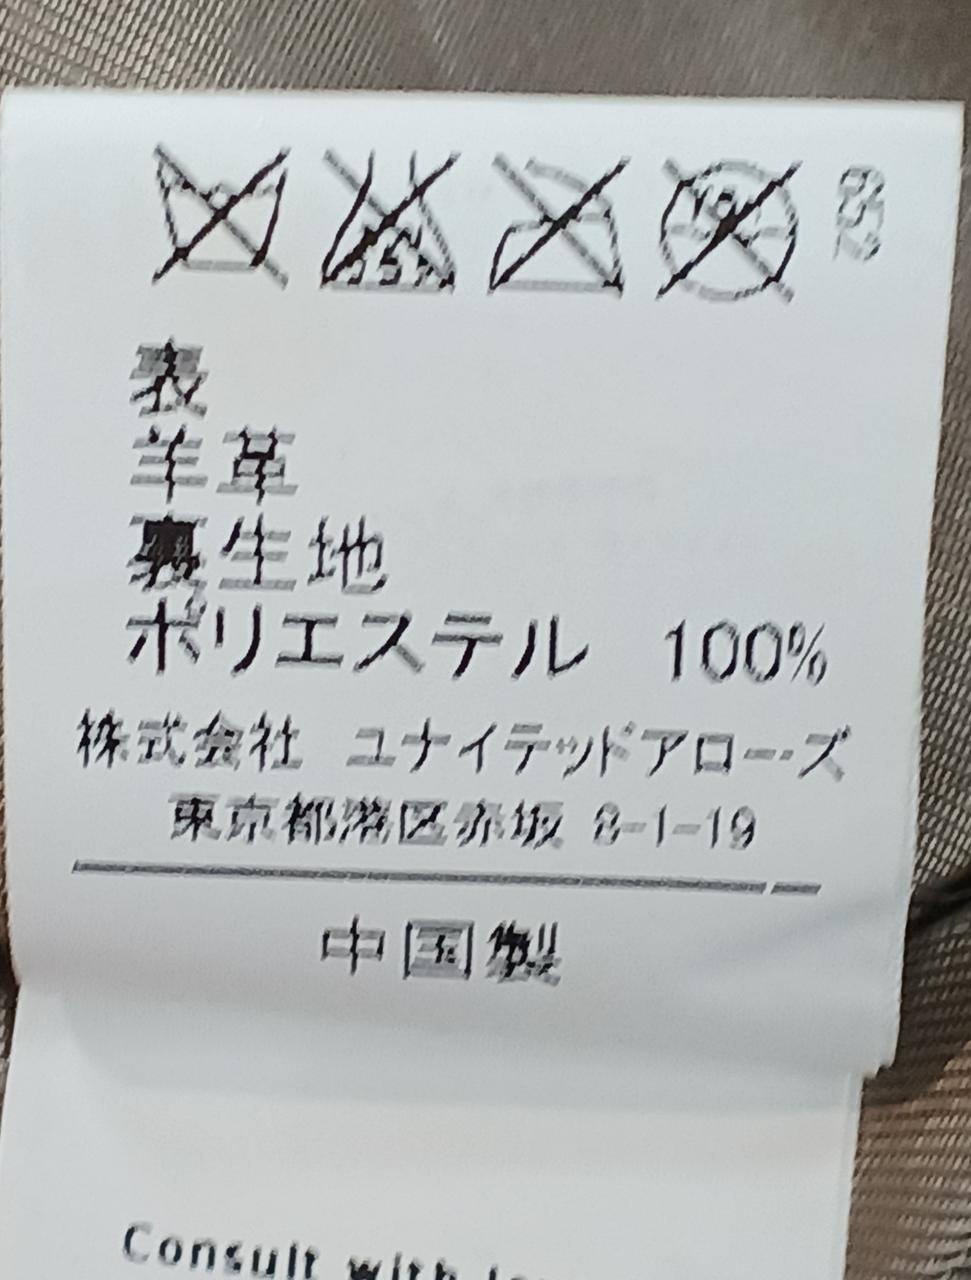 表
羊革
裏生地
ポリエステル 100%
株式会社 ユナイテッドアローズ
東京都港区赤坂 8-1-19
中国製
Consult with